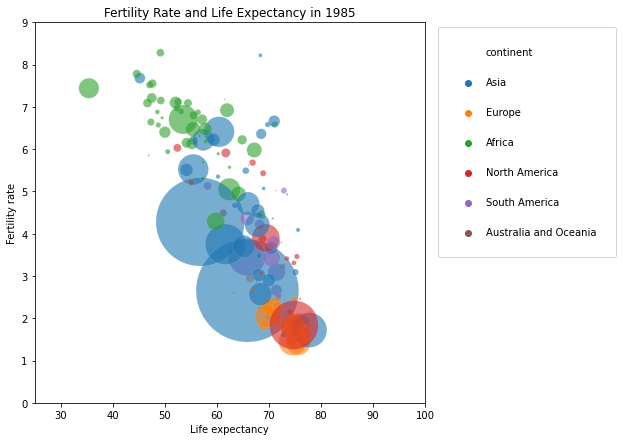 Fertility Rate and Life Expectancy in 1985
9
8
7
6
5
4
3
2
1
0
Fertility rate
30 40 50 60 70 80 90 100
Life expectancy
continent
Asia
Europe
Africa
North America
South America
Australia and Oceania